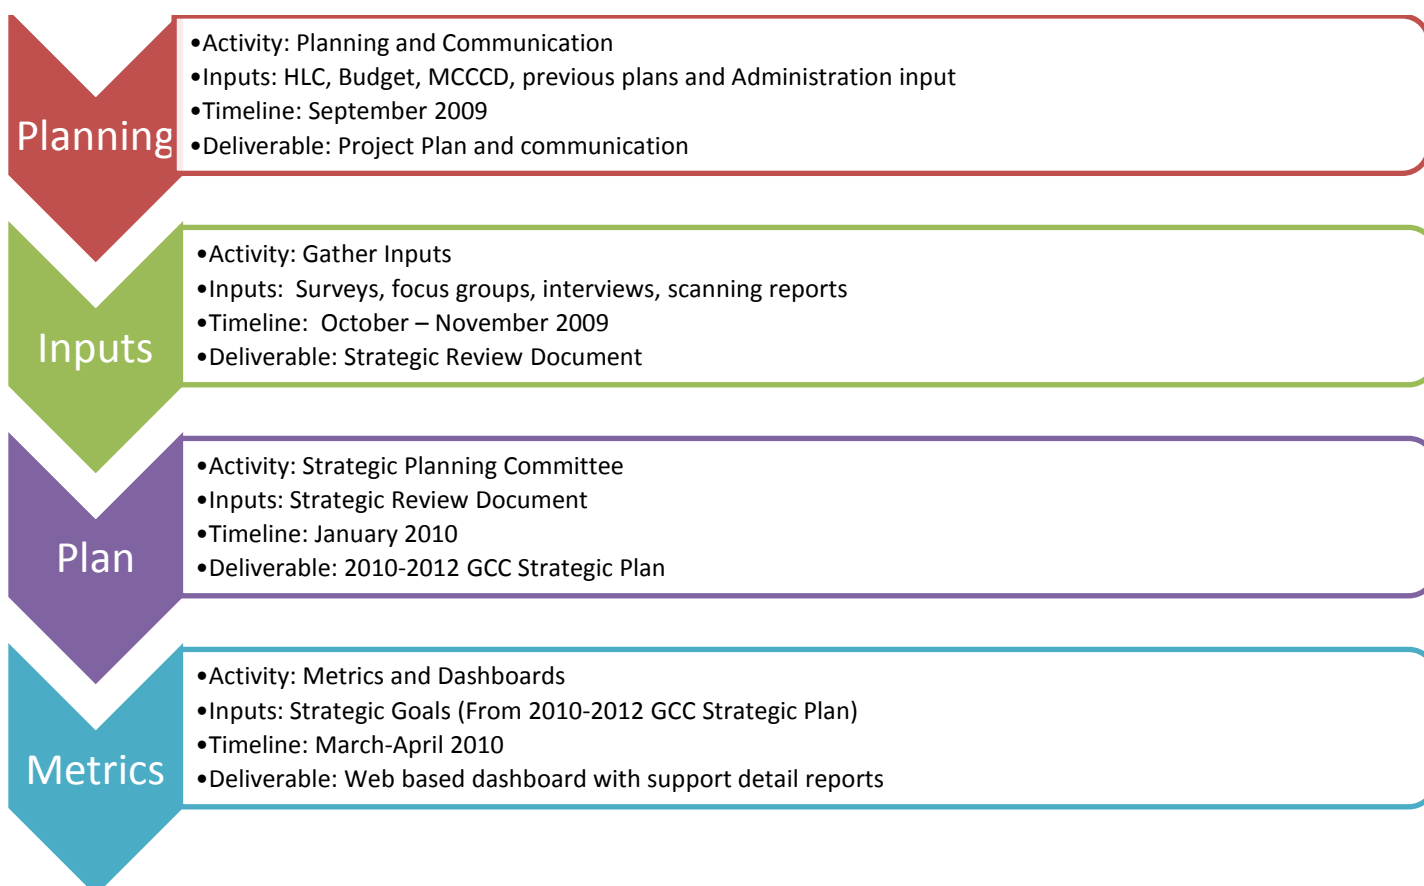 Planning
•Activity: Planning and Communication
•Inputs: HLC, Budget, MCCCD, previous plans and Administration input
•Timeline: September 2009
•Deliverable: Project Plan and communication
Inputs
•Activity: Gather Inputs
•Inputs:  Surveys, focus groups, interviews, scanning reports
•Timeline:  October – November 2009
•Deliverable: Strategic Review Document
Plan
•Activity: Strategic Planning Committee
•Inputs: Strategic Review Document
•Timeline: January 2010
•Deliverable: 2010-2012 GCC Strategic Plan
Metrics
•Activity: Metrics and Dashboards
•Inputs: Strategic Goals (From 2010-2012 GCC Strategic Plan)
•Timeline: March-April 2010
•Deliverable: Web based dashboard with support detail reports